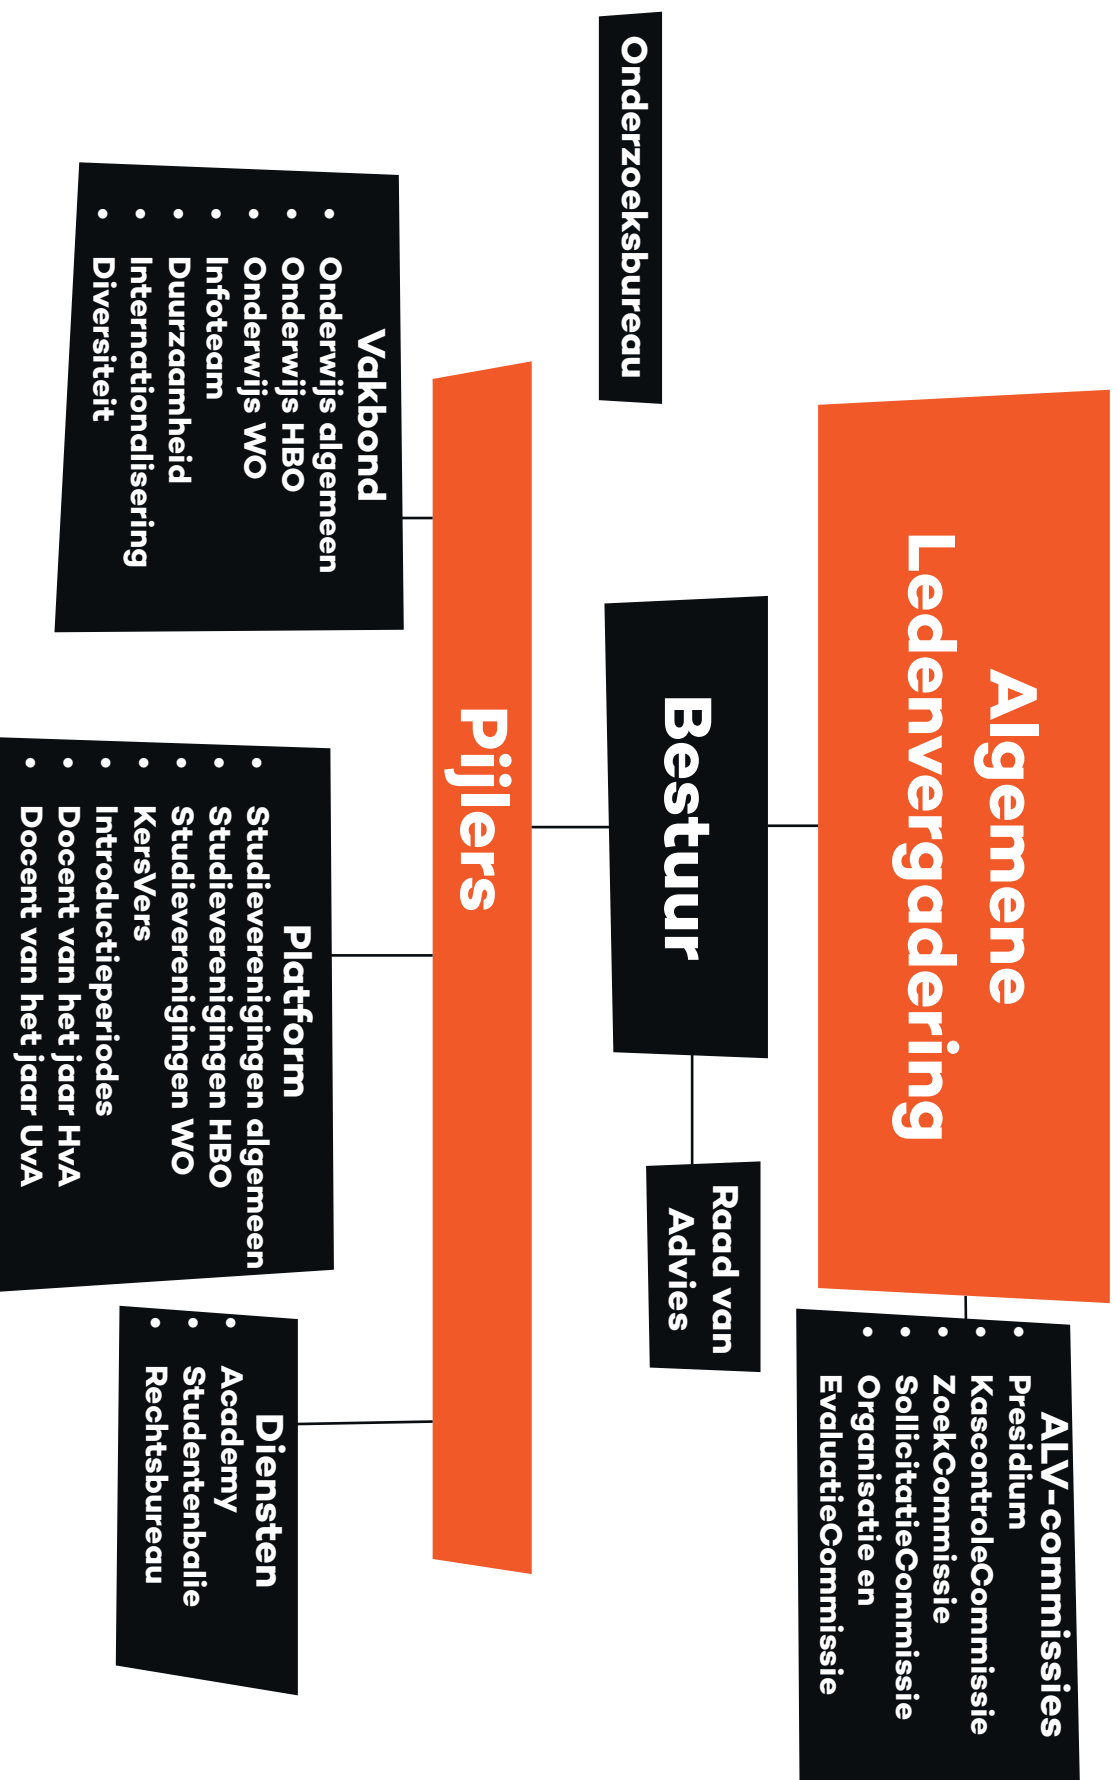 Algemene
Ledenvergadering
ALV-commissies
• Presidium
• KascontroleCommissie
• ZoekCommissie
• SollicitatieCommissie
• Organisatie en
EvaluatieCommissie
Bestuur
Raad van
Advies
Onderzoeksbureau
Pijlers
Vakbond
• Onderwijs algemeen
• Onderwijs HBO
• Onderwijs WO
• Infoteam
• Duurzaamheid
• Internationalisering
• Diversiteit
Platform
• Studieverenigingen algemeen
• Studieverenigingen HBO
• Studieverenigingen WO
• KersVers
• Introductieperiodes
• Docent van het jaar HvA
• Docent van het jaar UvA
Diensten
• Academy
• Studentenbalie
• Rechtsbureau